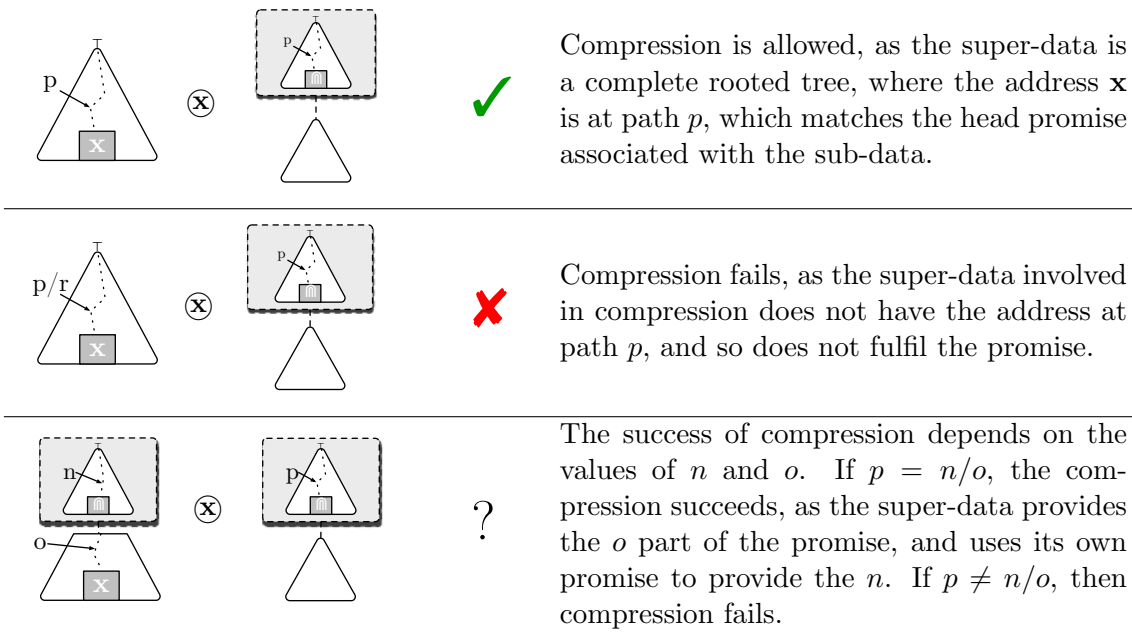 ⊤
p
x
ⓧ
p
⋒
✓
Compression is allowed, as the super-data is
a complete rooted tree, where the address x
is at path p, which matches the head promise
associated with the sub-data.
⊤
p/r
x
ⓧ
p
⋒
✘
Compression fails, as the super-data involved
in compression does not have the address at
path p, and so does not fulfil the promise.
n
⋒
o
x
ⓧ
p
⋒
?
The success of compression depends on the
values of n and o. If p = n/o, the com-
pression succeeds, as the super-data provides
the o part of the promise, and uses its own
promise to provide the n. If p ≠ n/o, then
compression fails.